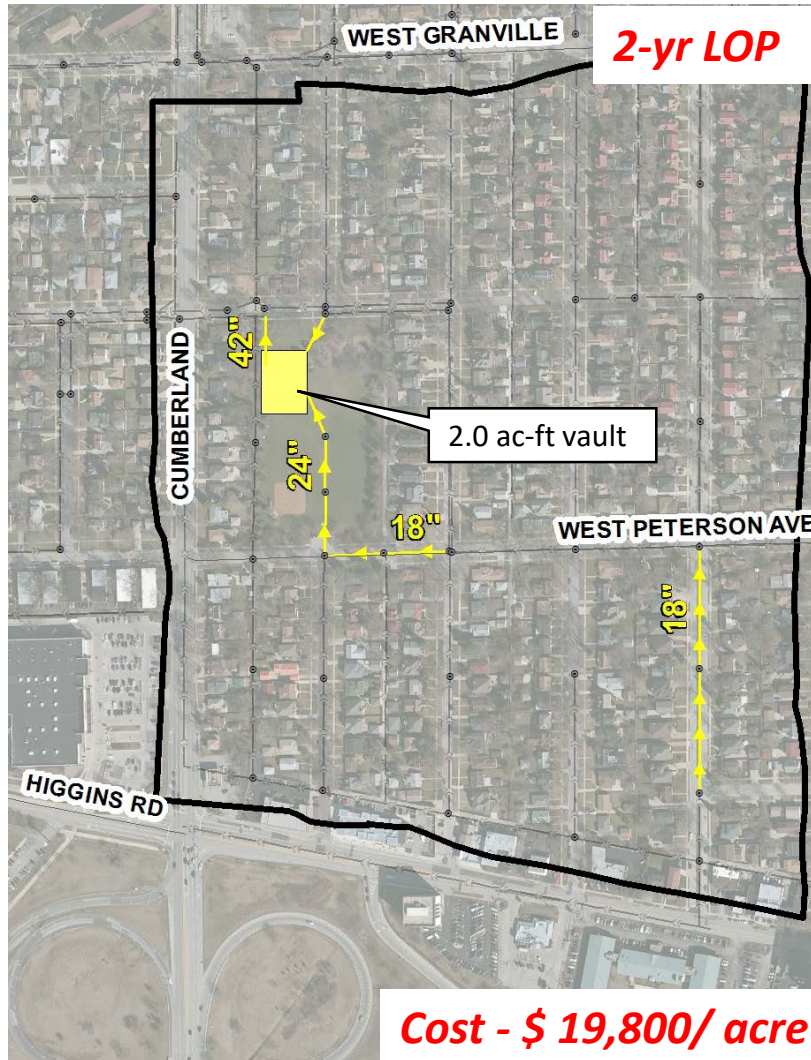 WEST GRANVILLE
2-yr LOP
42"
CUMBERLAND
2.0 ac-ft vault
24"
18"
WEST PETERSON AVE
18"
HIGGINS RD
Cost - $ 19,800/ acre